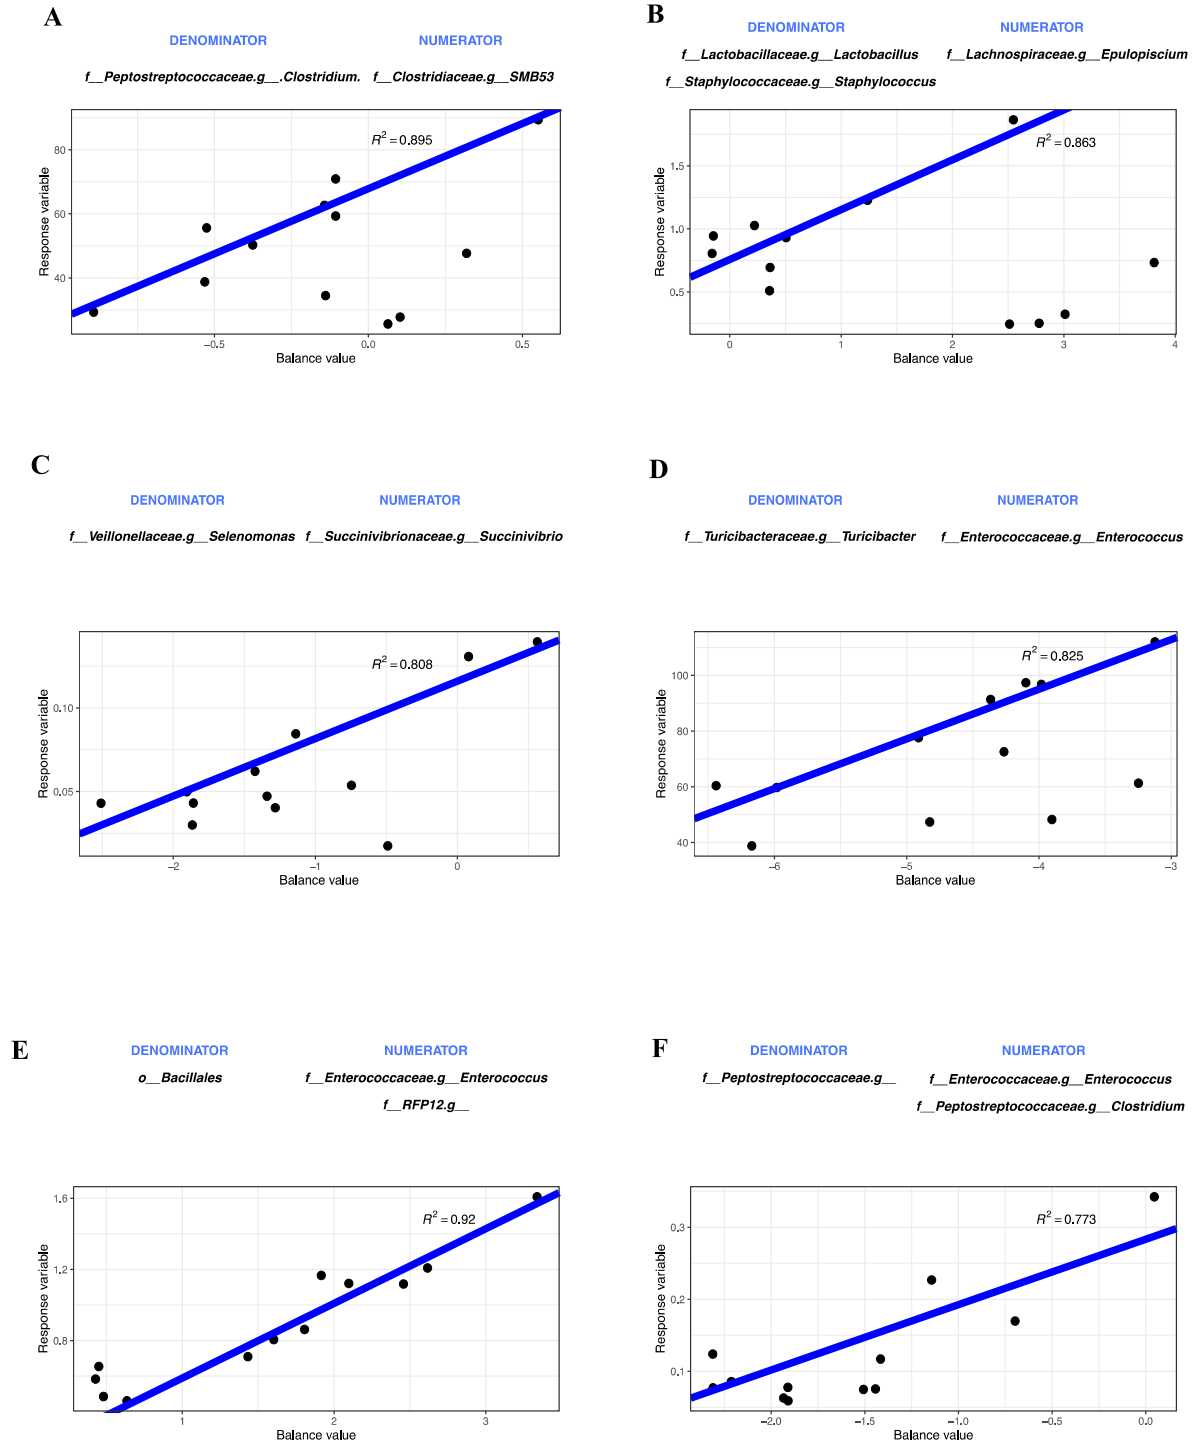 A
DENOMINATOR NUMERATOR
f__Peptostreptococcaceae.g__.Clostridium. f__Clostridiaceae.g__SMB53
R² = 0.895
80
60
40
Response variable
−0.5 0.0 0.5
Balance value
B
DENOMINATOR NUMERATOR
f__Lactobacillaceae.g__Lactobacillus f__Lachnospiraceae.g__Epulopiscium
f__Staphylococcaceae.g__Staphylococcus
R² = 0.863
1.5
1.0
0.5
Response variable
0 1 2 3 4
Balance value
C
DENOMINATOR NUMERATOR
f__Veillonellaceae.g__Selenomonas f__Succinivibrionaceae.g__Succinivibrio
R² = 0.808
0.10
0.05
Response variable
−2 −1 0
Balance value
D
DENOMINATOR NUMERATOR
f__Turicibacteraceae.g__Turicibacter f__Enterococcaceae.g__Enterococcus
R² = 0.825
100
80
60
40
Response variable
−6 −5 −4 −3
Balance value
E
DENOMINATOR NUMERATOR
o__Bacillales f__Enterococcaceae.g__Enterococcus
f__RFP12.g__
R² = 0.92
1.6
1.2
0.8
Response variable
1 2 3
Balance value
F
DENOMINATOR NUMERATOR
f__Peptostreptococcaceae.g__ f__Enterococcaceae.g__Enterococcus
f__Peptostreptococcaceae.g__Clostridium
R² = 0.773
0.3
0.2
0.1
Response variable
−2.0 −1.5 −1.0 −0.5 0.0
Balance value